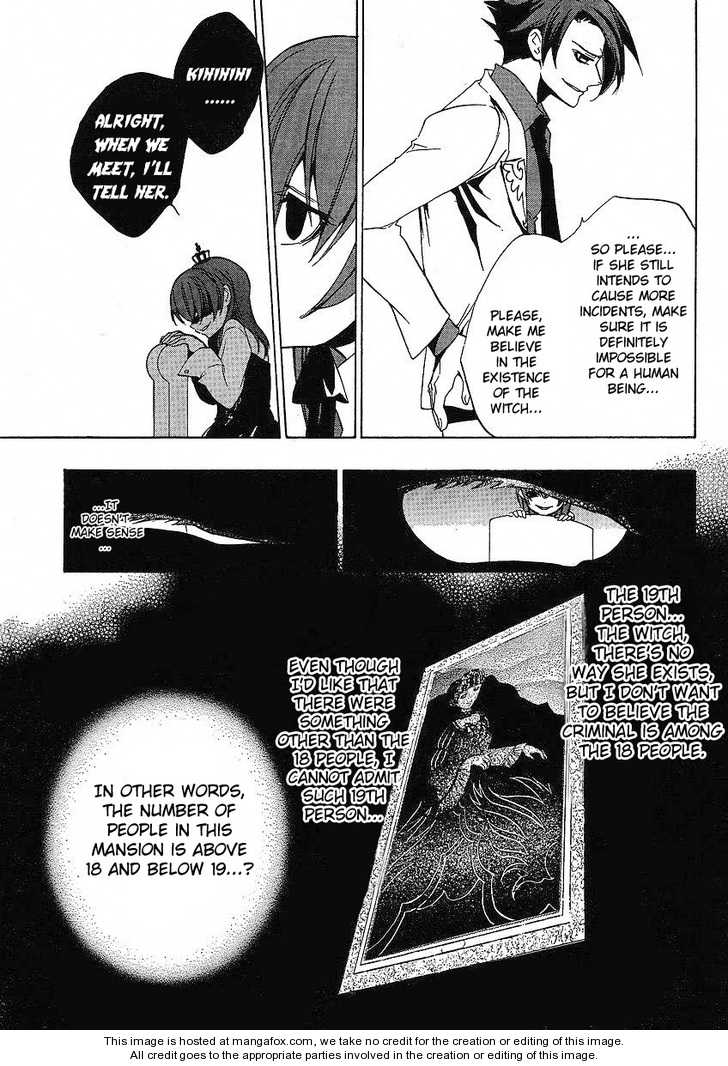 ...
SO PLEASE...
IF SHE STILL
INTENDS TO
CAUSE MORE
INCIDENTS, MAKE
SURE IT IS
DEFINITELY
IMPOSSIBLE
FOR A HUMAN
BEING...
PLEASE,
MAKE ME
BELIEVE
IN THE
EXISTENCE
OF THE
WITCH...
KIHIHIHI
......
ALRIGHT,
WHEN WE
MEET, I'LL
TELL HER.
...IT
DOESN'T
MAKE SENSE
...
THE 19TH
PERSON...
THE WITCH,
THERE'S NO
WAY SHE EXISTS,
BUT I DON'T WANT
TO BELIEVE THE
CRIMINAL IS AMONG
THE 18 PEOPLE.
EVEN THOUGH
I'D LIKE THAT
THERE WERE
SOMETHING
OTHER THAN THE
18 PEOPLE, I
CANNOT ADMIT
SUCH 19TH
PERSON...
IN OTHER WORDS,
THE NUMBER OF
PEOPLE IN THIS
MANSION IS ABOVE
18 AND BELOW 19...?
This image is hosted at mangafox.com, we take no credit for the creation or editing of this image.
All credit goes to the appropriate parties involved in the creation or editing of this image.